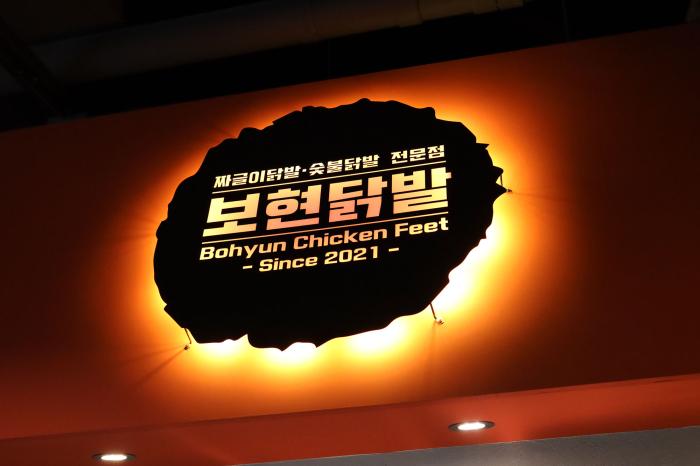 짜글이닭발·숯불닭발 전문점
보현닭발
Bohyun Chicken Feet
- Since 2021 -